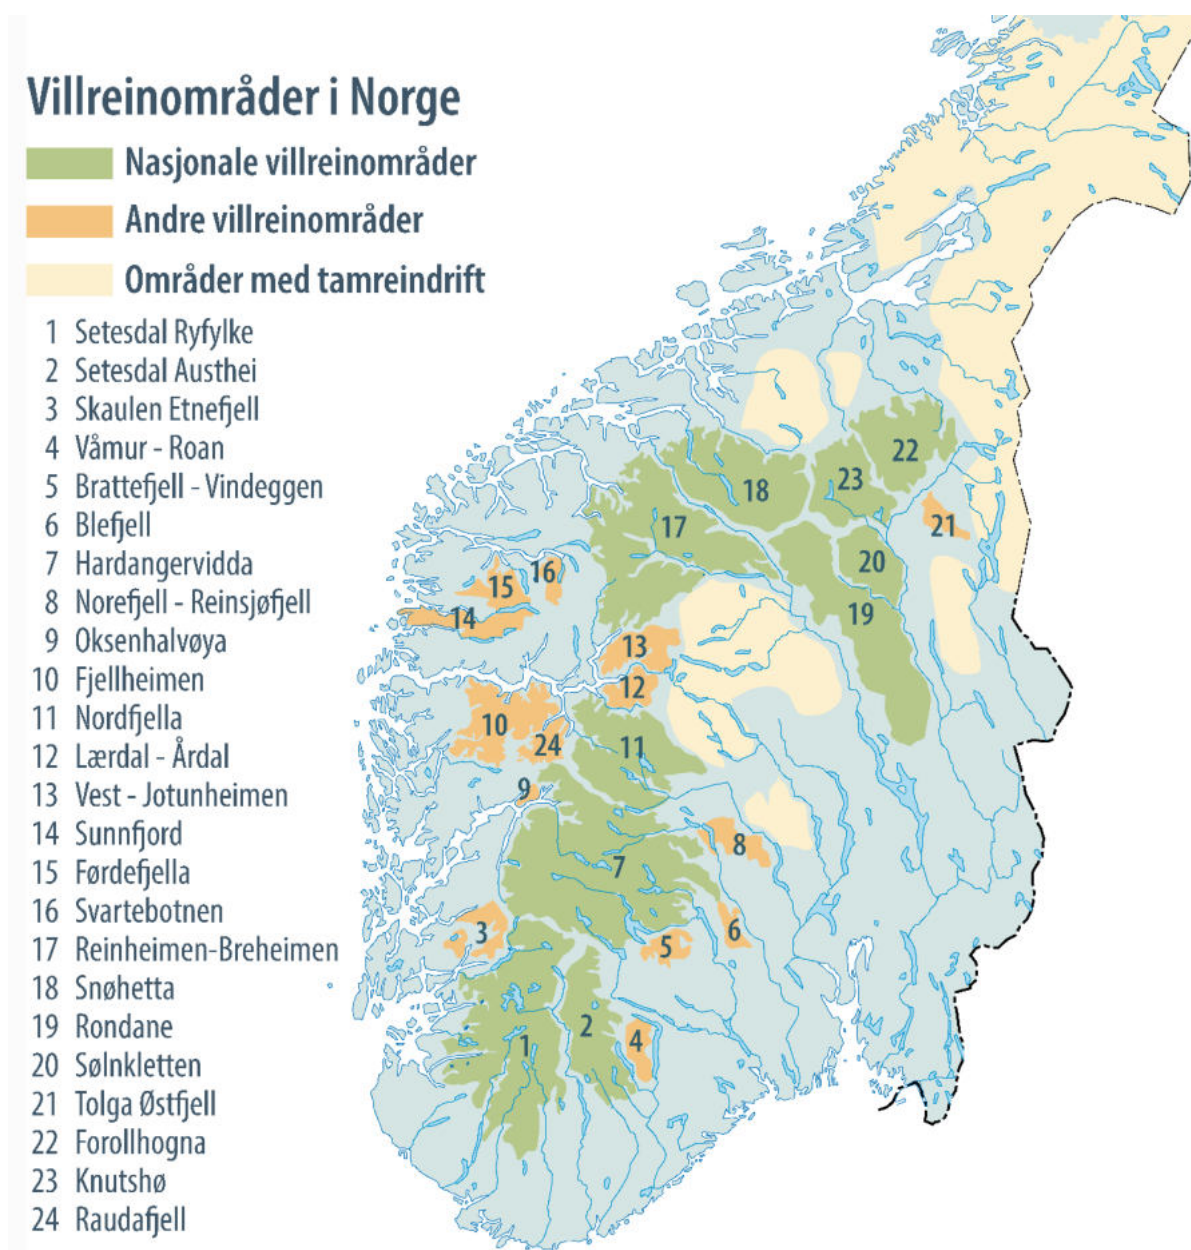 Villreinområder i Norge
Nasjonale villreinområder
Andre villreinområder
Områder med tamreindrift
1 Setesdal Ryfylke
2 Setesdal Austhei
3 Skaulen Etnefjell
4 Våmur - Roan
5 Brattefjell - Vindeggen
6 Blefjell
7 Hardangervidda
8 Norefjell - Reinsjøfjell
9 Oksenhalvøya
10 Fjellheimen
11 Nordfjella
12 Lærdal - Årdal
13 Vest - Jotunheimen
14 Sunnfjord
15 Førdefjella
16 Svartebotnen
17 Reinheimen-Breheimen
18 Snøhetta
19 Rondane
20 Sølnkletten
21 Tolga Østfjell
22 Forollhogna
23 Knutshø
24 Raudafjell
22
23
18
17
21
20
16
15
19
14
13
12
10
24
11
9
8
7
6
3
5
2
4
1